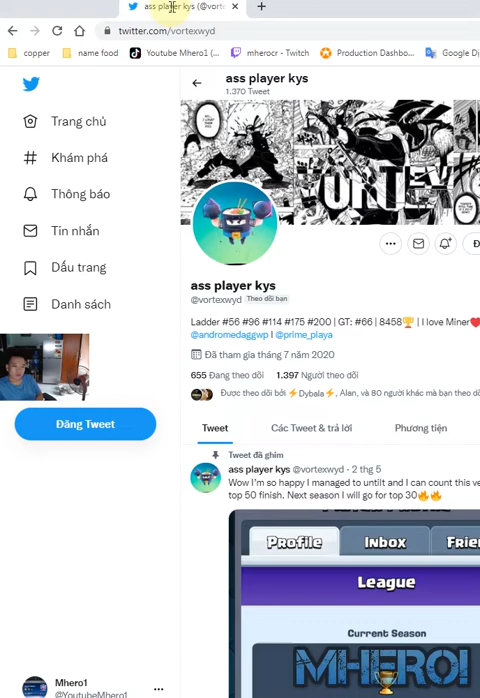 ass player kys (@vorte
twitter.com/vortexwyd
copper
name food
Youtube Mhero1 (...
mherocr - Twitch
Production Dashbo...
Google Di
ass player kys
1.370 Tweet
Trang chủ
Khám phá
Thông báo
Tin nhắn
Dấu trang
Danh sách
Đăng Tweet
Mhero1
@YoutubeMhero1
VORTEX
ass player kys
@vortexwyd Theo dõi bạn
Ladder #56 #96 #114 #175 #200 | GT: #66 | 8458🏆 | I love Miner❤
@andromedaggwp I @prime_playa
Đã tham gia tháng 7 năm 2020
655 Đang theo dõi 1.397 Người theo dõi
Được theo dõi bởi ⚡Dybala⚡, Alan, và 80 người khác mà bạn theo d
Tweet Các Tweet & trả lời Phương tiện
Tweet đã ghim
ass player kys @vortexwyd · 2 thg 5
Wow I'm so happy I managed to untilt and I can count this ve
top 50 finish. Next season I will go for top 30🔥🔥
Profile Inbox Frie
League
Current Season
MHERO!